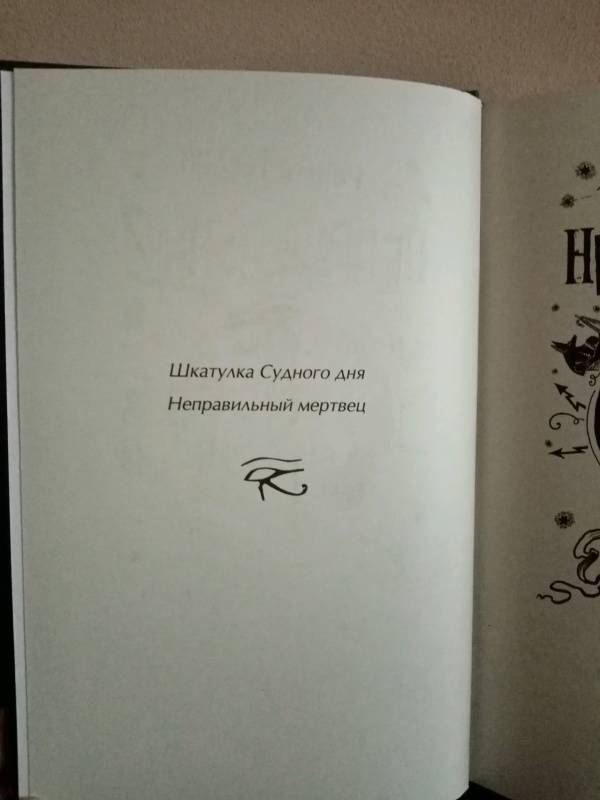 Шкатулка Судного дня
Неправильный мертвец